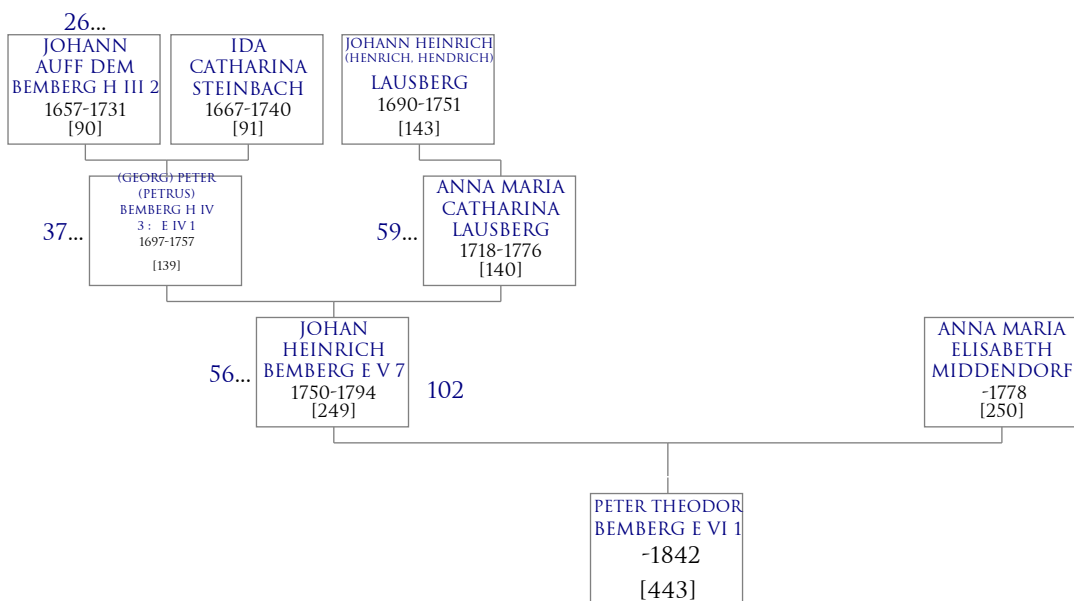 26...
JOHANN
AUFF DEM
BEMBERG H III 2
1657-1731
[90]
IDA
CATHARINA
STEINBACH
1667-1740
[91]
JOHANN HEINRICH
(HENRICH, HENDRICH)
LAUSBERG
1690-1751
[143]
37...
(GEORG) PETER
(PETRUS)
BEMBERG H IV
3 : E IV 1
1697-1757
[139]
59...
ANNA MARIA
CATHARINA
LAUSBERG
1718-1776
[140]
56...
JOHAN
HEINRICH
BEMBERG E V 7
1750-1794
[249]
102
ANNA MARIA
ELISABETH
MIDDENDORF
-1778
[250]
PETER THEODOR
BEMBERG E VI 1
-1842
[443]